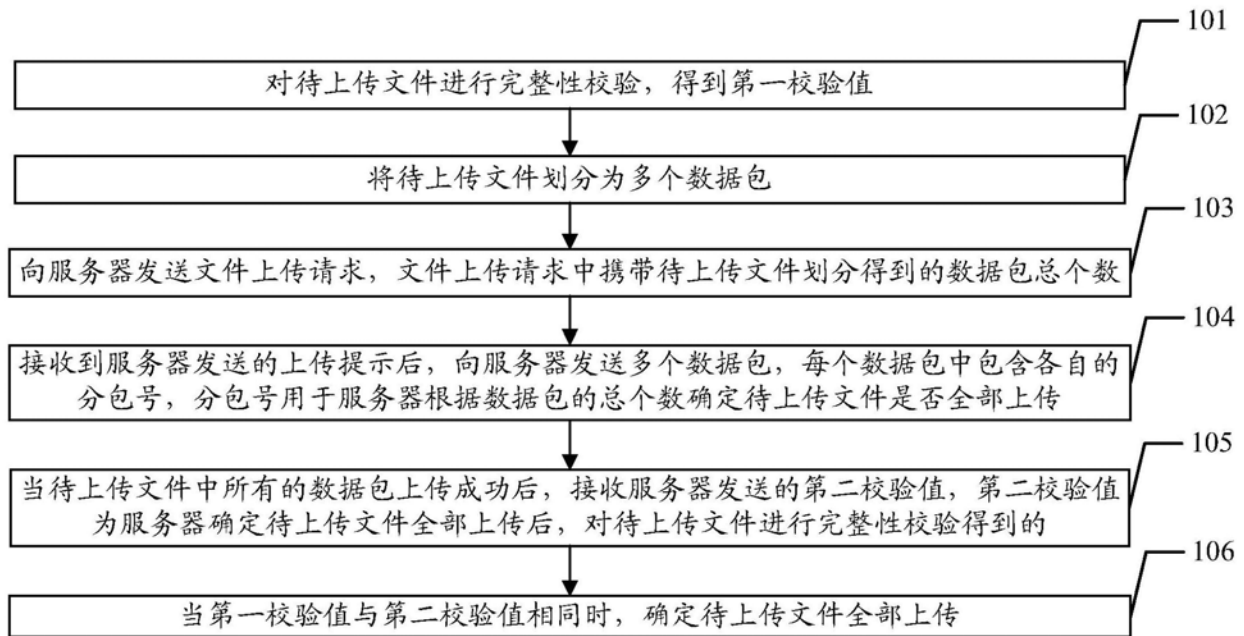 101
对待上传文件进行完整性校验，得到第一校验值
102
将待上传文件划分为多个数据包
103
向服务器发送文件上传请求，文件上传请求中携带待上传文件划分得到的数据包总个数
104
接收到服务器发送的上传提示后，向服务器发送多个数据包，每个数据包中包含各自的
分包号，分包号用于服务器根据数据包的总个数确定待上传文件是否全部上传
105
当待上传文件中所有的数据包上传成功后，接收服务器发送的第二校验值，第二校验值
为服务器确定待上传文件全部上传后，对待上传文件进行完整性校验得到的
106
当第一校验值与第二校验值相同时，确定待上传文件全部上传